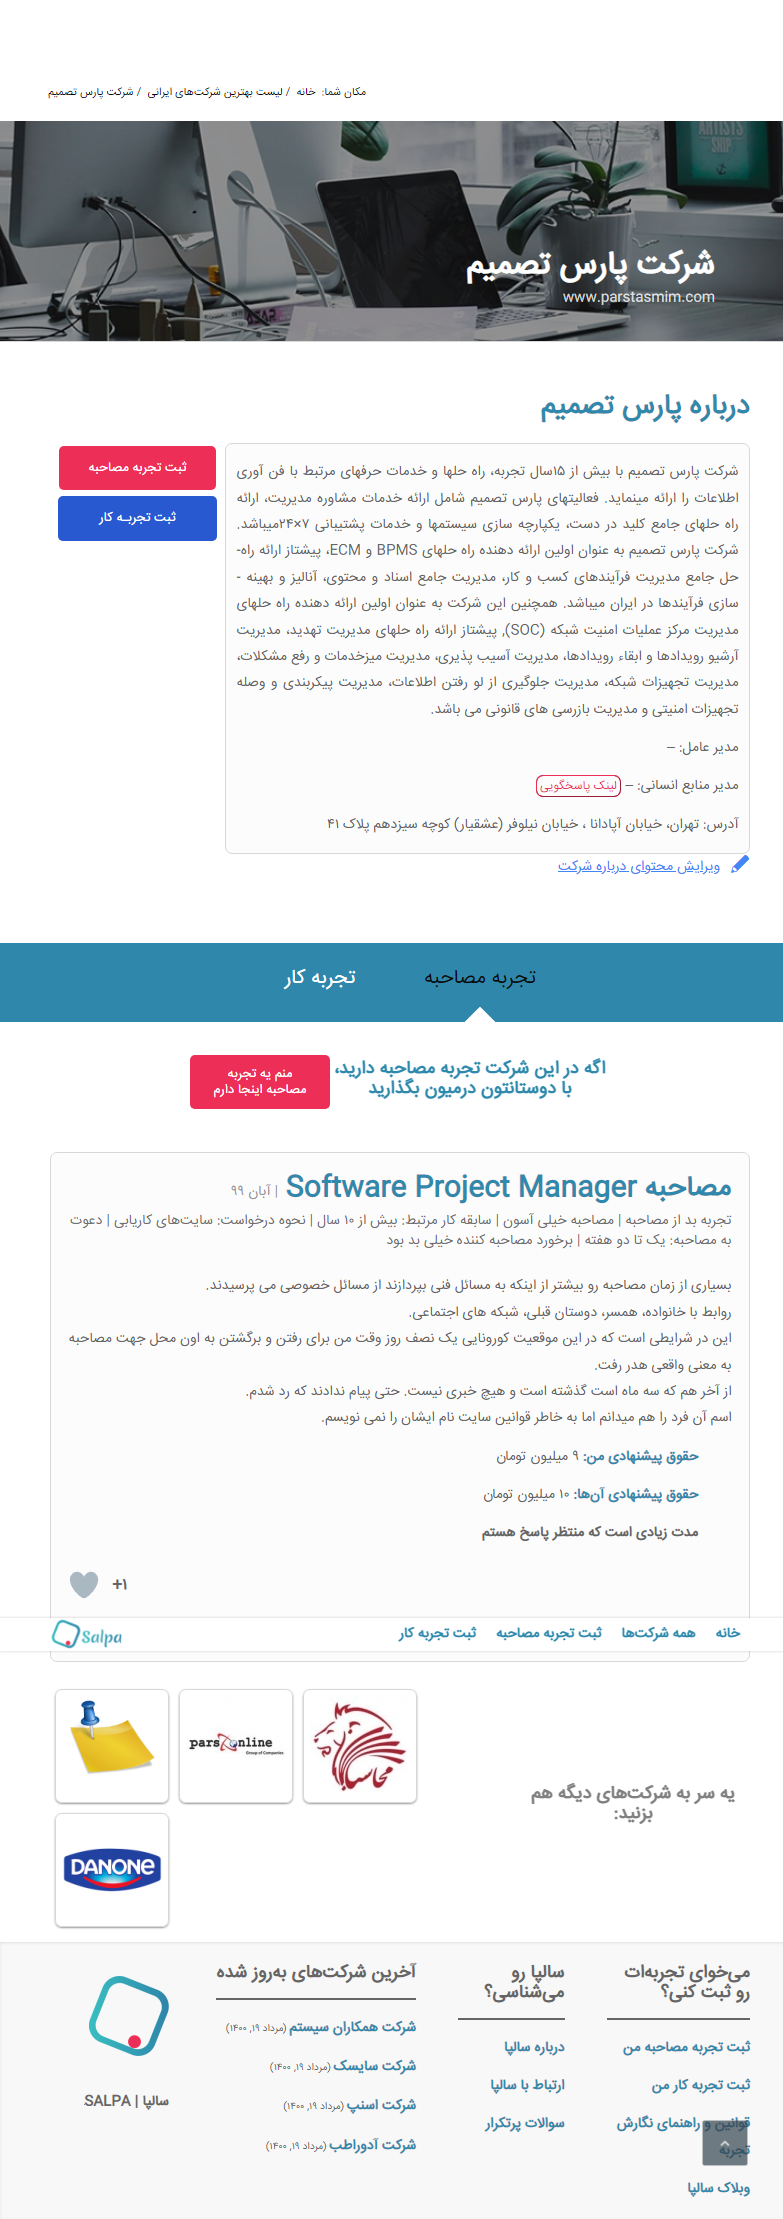 مکان شما: خانه / لیست بهترین شرکت‌های ایرانی / شرکت پارس تصمیم
ARTISTS
SHIP
شرکت پارس تصمیم
www.parstasmim.com
درباره پارس تصمیم
ثبت تجربه مصاحبه
ثبت تجربـه کار
شرکت پارس تصمیم با بیش از ۱۵سال تجربه، راه حلها و خدمات حرفهای مرتبط با فن آوری
اطلاعات را ارائه مینماید. فعالیتهای پارس تصمیم شامل ارائه خدمات مشاوره مدیریت، ارائه
راه حلهای جامع کلید در دست، یکپارچه سازی سیستمها و خدمات پشتیبانی ۷×۲۴میباشد.
شرکت پارس تصمیم به عنوان اولین ارائه دهنده راه حلهای BPMS و ECM، پیشتاز ارائه راه-
حل جامع مدیریت فرآیندهای کسب و کار، مدیریت جامع اسناد و محتوی، آنالیز و بهینه -
سازی فرآیندها در ایران میباشد. همچنین این شرکت به عنوان اولین ارائه دهنده راه حلهای
مدیریت مرکز عملیات امنیت شبکه (SOC), پیشتاز ارائه راه حلهای مدیریت تهدید، مدیریت
آرشیو رویدادها و ابقاء رویدادها، مدیریت آسیب پذیری، مدیریت میزخدمات و رفع مشکلات،
مدیریت تجهیزات شبکه، مدیریت جلوگیری از لو رفتن اطلاعات، مدیریت پیکربندی و وصله
تجهیزات امنیتی و مدیریت بازرسی های قانونی می باشد.
مدیر عامل: –
مدیر منابع انسانی: – لینک پاسخگویی
آدرس: تهران، خیابان آپادانا ، خیابان نیلوفر (عشقیار) کوچه سیزدهم پلاک ۴۱
ویرایش محتوای درباره شرکت
تجربه مصاحبه
تجربه کار
اگه در این شرکت تجربه مصاحبه دارید،
با دوستانتون درمیون بگذارید
منم یه تجربه
مصاحبه اینجا دارم
مصاحبه Software Project Manager | آبان ۹۹
تجربه بد از مصاحبه | مصاحبه خیلی آسون | سابقه کار مرتبط: بیش از ۱۰ سال | نحوه درخواست: سایت‌های کاریابی | دعوت
به مصاحبه: یک تا دو هفته | برخورد مصاحبه کننده خیلی بد بود
بسیاری از زمان مصاحبه رو بیشتر از اینکه به مسائل فنی بپردازند از مسائل خصوصی می پرسیدند.
روابط با خانواده، همسر، دوستان قبلی، شبکه های اجتماعی.
این در شرایطی است که در این موقعیت کورونایی یک نصف روز وقت من برای رفتن و برگشتن به اون محل جهت مصاحبه
به معنی واقعی هدر رفت.
از آخر هم که سه ماه است گذشته است و هیچ خبری نیست. حتی پیام ندادند که رد شدم.
اسم آن فرد را هم میدانم اما به خاطر قوانین سایت نام ایشان را نمی نویسم.
حقوق پیشنهادی من: ۹ میلیون تومان
حقوق پیشنهادی آن‌ها: ۱۰ میلیون تومان
مدت زیادی است که منتظر پاسخ هستم
+۱
خانه
همه شرکت‌ها
ثبت تجربه مصاحبه
ثبت تجربه کار
Salpa
یه سر به شرکت‌های دیگه هم
بزنید:
محاسبان
pars online
Group of Companies
DANONE
می‌خوای تجربه‌ات
رو ثبت کنی؟
ثبت تجربه مصاحبه من
ثبت تجربه کار من
قوانین و راهنمای نگارش
تجربه
وبلاگ سالپا
سالپا رو
می‌شناسی؟
درباره سالپا
ارتباط با سالپا
سوالات پرتکرار
آخرین شرکت‌های به‌روز شده
شرکت همکاران سیستم (مرداد ۱۹, ۱۴۰۰)
شرکت سایسک (مرداد ۱۹, ۱۴۰۰)
شرکت اسنپ (مرداد ۱۹, ۱۴۰۰)
شرکت آدوراطب (مرداد ۱۹, ۱۴۰۰)
سالپا | SALPA